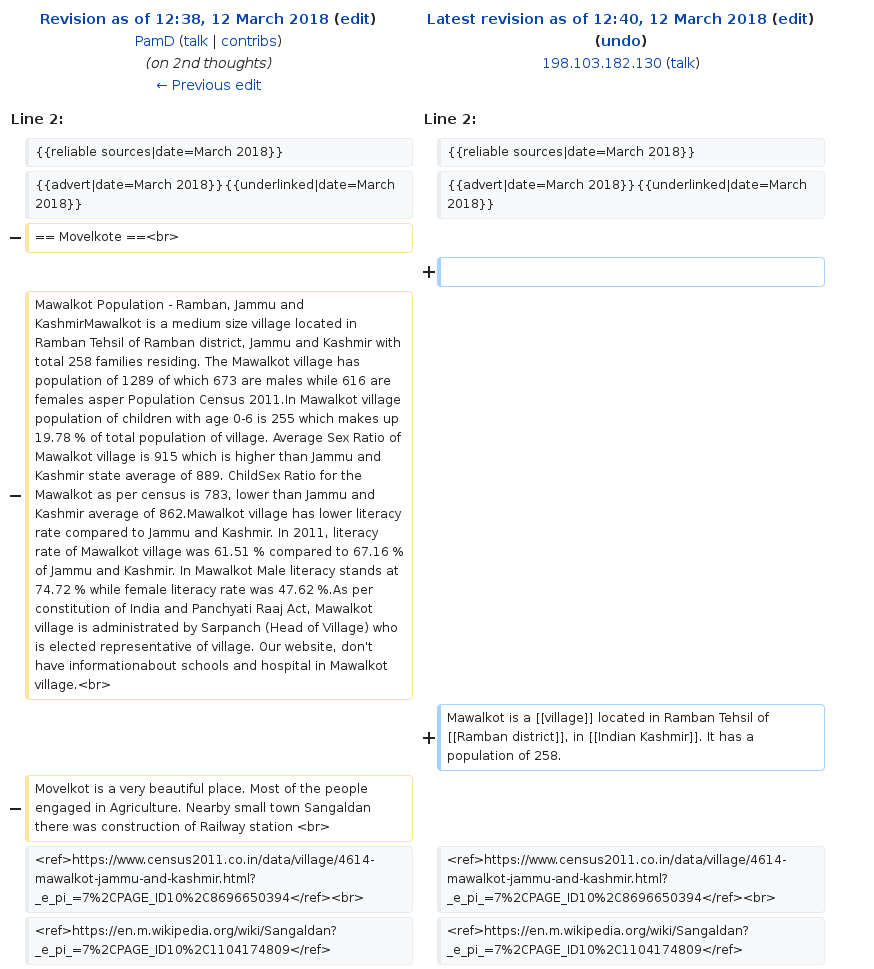 Revision as of 12:38, 12 March 2018 (edit)
PamD (talk | contribs)
(on 2nd thoughts)
← Previous edit
Latest revision as of 12:40, 12 March 2018 (edit)
(undo)
198.103.182.130 (talk)
Line 2:
Line 2:
{{reliable sources|date=March 2018}}
{{reliable sources|date=March 2018}}
{{advert|date=March 2018}}{{underlinked|date=March
2018}}
{{advert|date=March 2018}}{{underlinked|date=March
2018}}
− == Movelkote ==<br>
+
− Mawalkot Population - Ramban, Jammu and
KashmirMawalkot is a medium size village located in
Ramban Tehsil of Ramban district, Jammu and Kashmir with
total 258 families residing. The Mawalkot village has
population of 1289 of which 673 are males while 616 are
females asper Population Census 2011.In Mawalkot village
population of children with age 0-6 is 255 which makes up
19.78 % of total population of village. Average Sex Ratio of
Mawalkot village is 915 which is higher than Jammu and
Kashmir state average of 889. ChildSex Ratio for the
Mawalkot as per census is 783, lower than Jammu and
Kashmir average of 862.Mawalkot village has lower literacy
rate compared to Jammu and Kashmir. In 2011, literacy
rate of Mawalkot village was 61.51 % compared to 67.16 %
of Jammu and Kashmir. In Mawalkot Male literacy stands at
74.72 % while female literacy rate was 47.62 %.As per
constitution of India and Panchyati Raaj Act, Mawalkot
village is administrated by Sarpanch (Head of Village) who
is elected representative of village. Our website, don't
have informationabout schools and hospital in Mawalkot
village.<br>
+ Mawalkot is a [[village]] located in Ramban Tehsil of
[[Ramban district]], in [[Indian Kashmir]]. It has a
population of 258.
− Movelkot is a very beautiful place. Most of the people
engaged in Agriculture. Nearby small town Sangaldan
there was construction of Railway station <br>
<ref>https://www.census2011.co.in/data/village/4614-
mawalkot-jammu-and-kashmir.html?
_e_pi_=7%2CPAGE_ID10%2C8696650394</ref><br>
<ref>https://www.census2011.co.in/data/village/4614-
mawalkot-jammu-and-kashmir.html?
_e_pi_=7%2CPAGE_ID10%2C8696650394</ref><br>
<ref>https://en.m.wikipedia.org/wiki/Sangaldan?
_e_pi_=7%2CPAGE_ID10%2C1104174809</ref>
<ref>https://en.m.wikipedia.org/wiki/Sangaldan?
_e_pi_=7%2CPAGE_ID10%2C1104174809</ref>